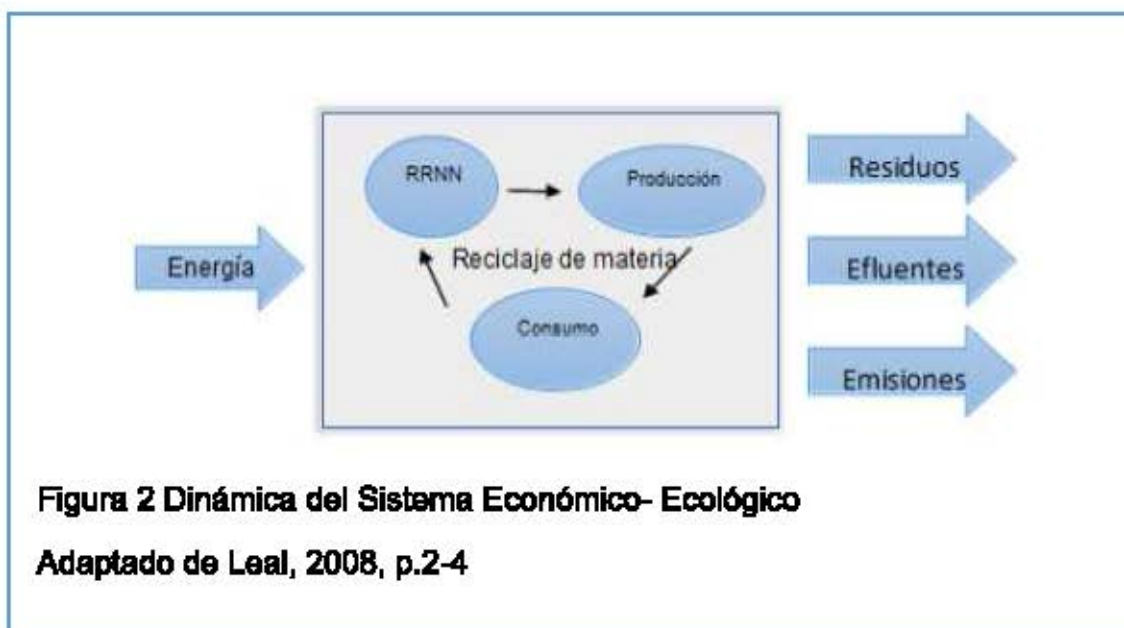 RRNN
Producción
Residuos
Energía
Reciclaje de materia
Efluentes
Consumo
Emisiones
Figura 2 Dinámica del Sistema Económico- Ecológico
Adaptado de Leal, 2008, p.2-4